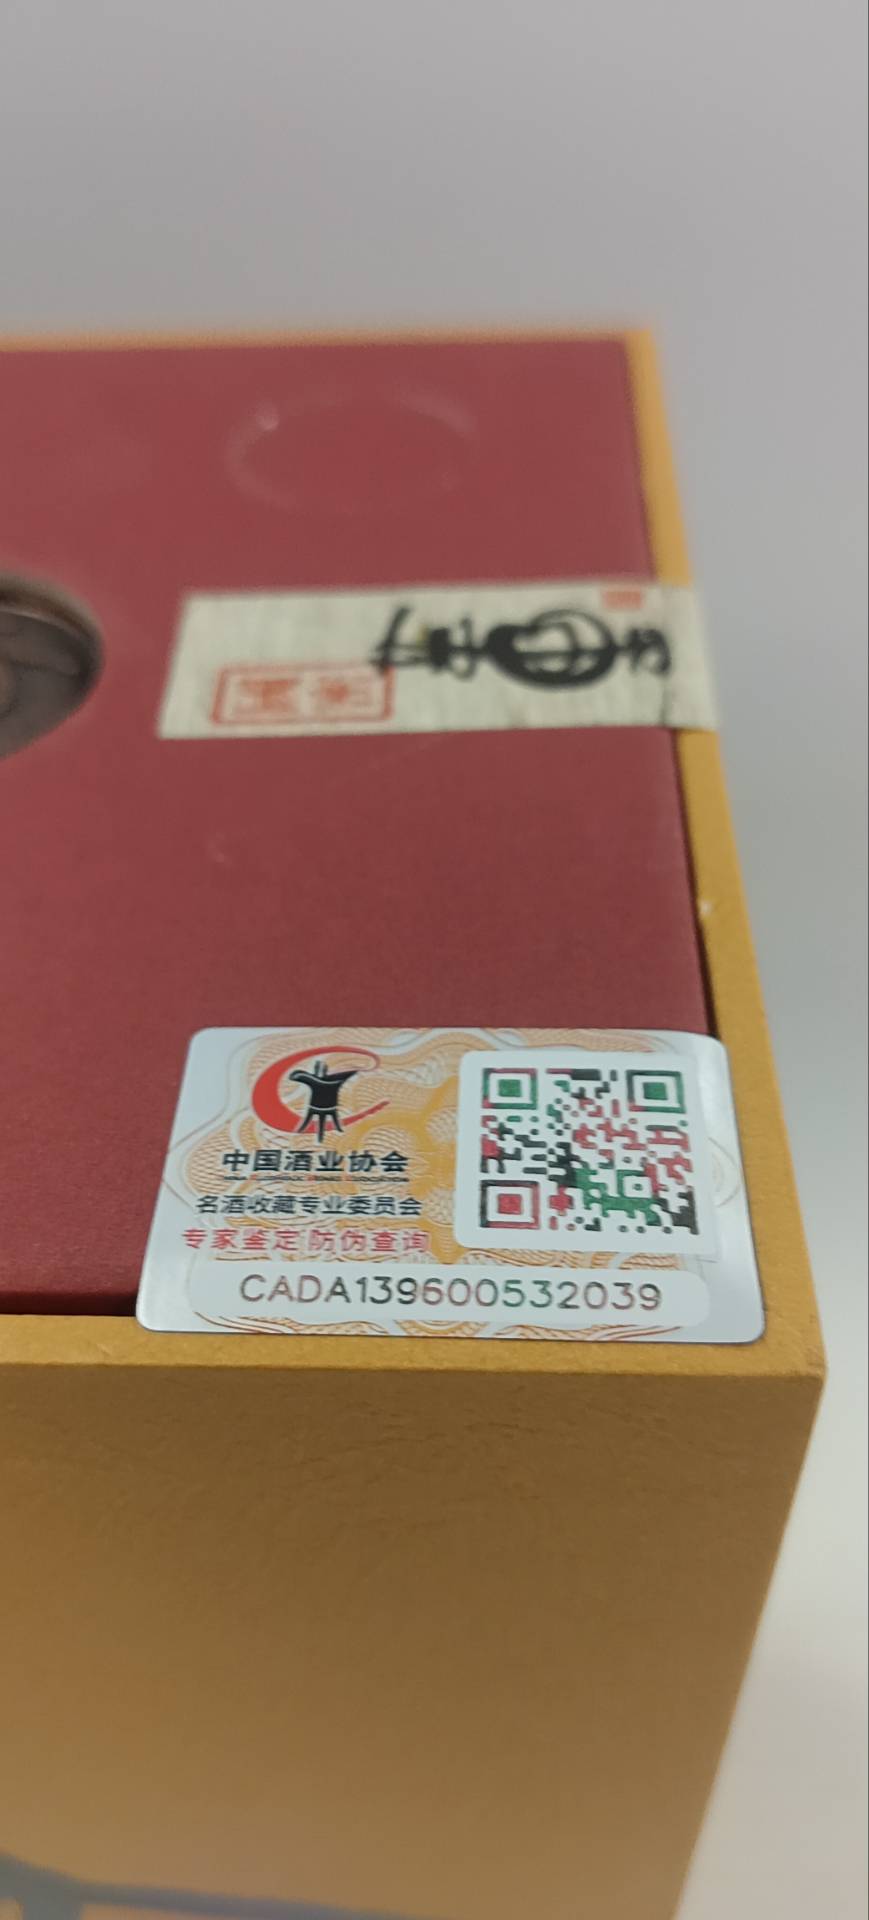 中国酒业协会
名酒收藏专业委员会
专家鉴定 防伪查询
CADA139600532039